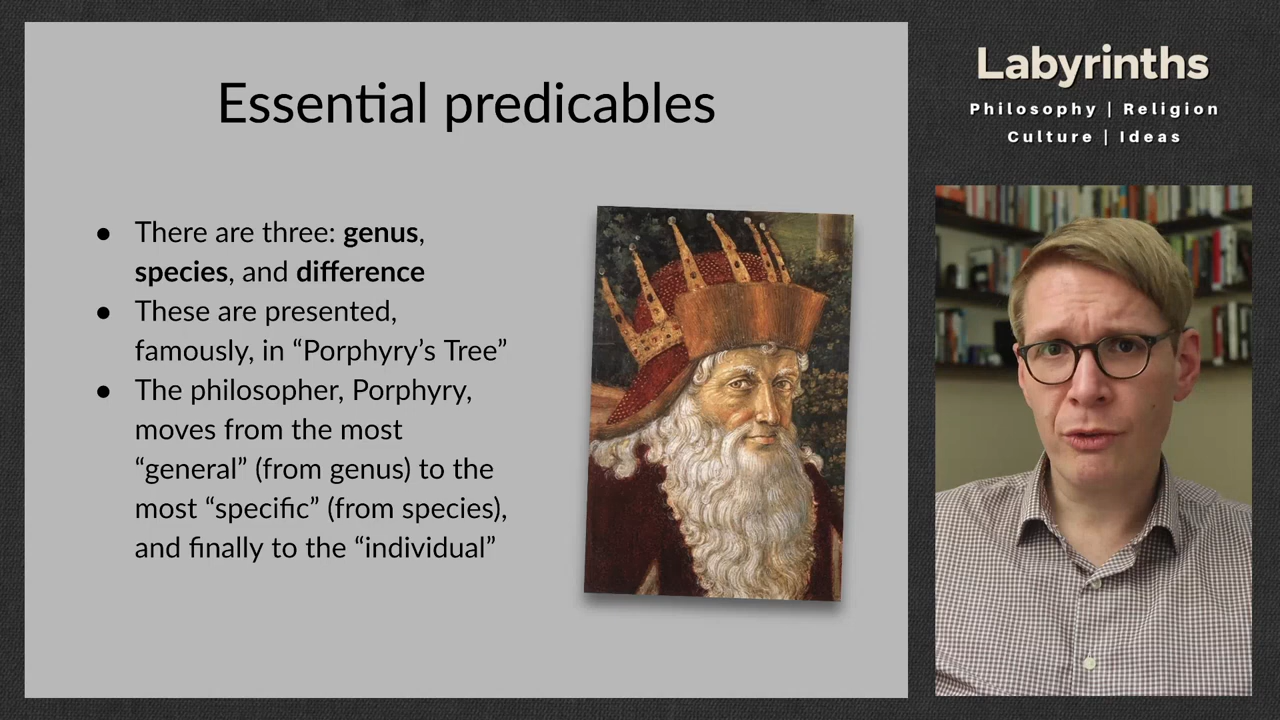 Essential predicables
● There are three: genus,
species, and difference
● These are presented,
famously, in “Porphyry’s Tree”
● The philosopher, Porphyry,
moves from the most
“general” (from genus) to the
most “specific” (from species),
and finally to the “individual”
Labyrinths
Philosophy | Religion
Culture | Ideas